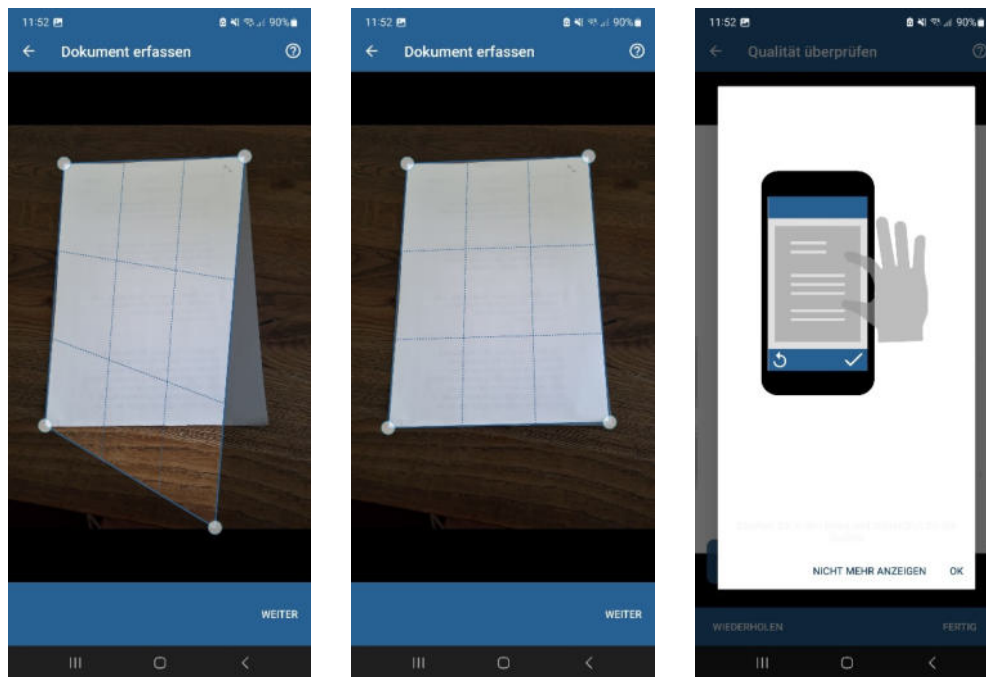 11:52 90%
Dokument erfassen
WEITER
11:52 90%
Dokument erfassen
WEITER
11:52 90%
Qualität überprüfen
NICHT MEHR ANZEIGEN OK
WIEDERHOLEN FERTIG